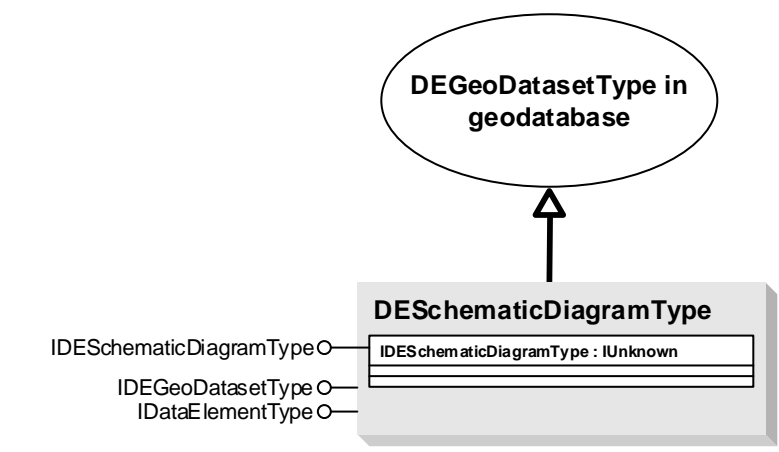 DEGeoDatasetType in
geodatabase
DESchematicDiagramType
IDESchematicDiagramType
IDESchematicDiagramType : IUnknown
IDEGeoDatasetType
IDataElementType